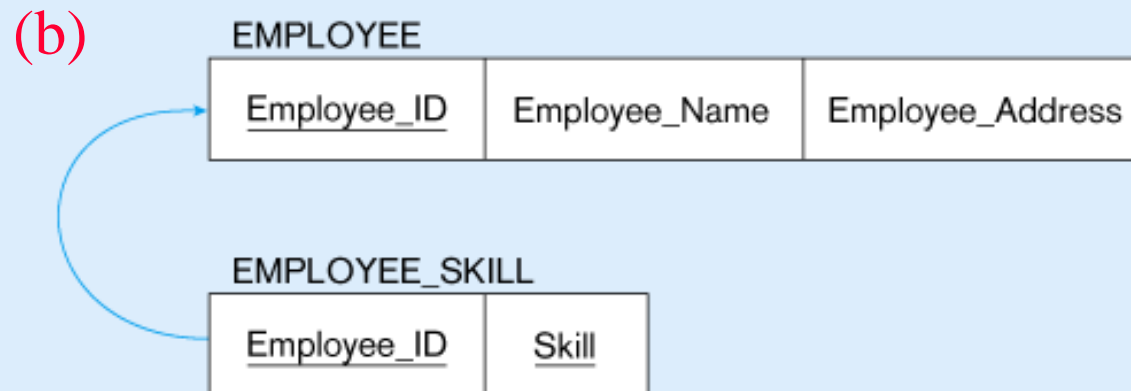 (b)
EMPLOYEE
Employee_ID Employee_Name Employee_Address
EMPLOYEE_SKILL
Employee_ID Skill